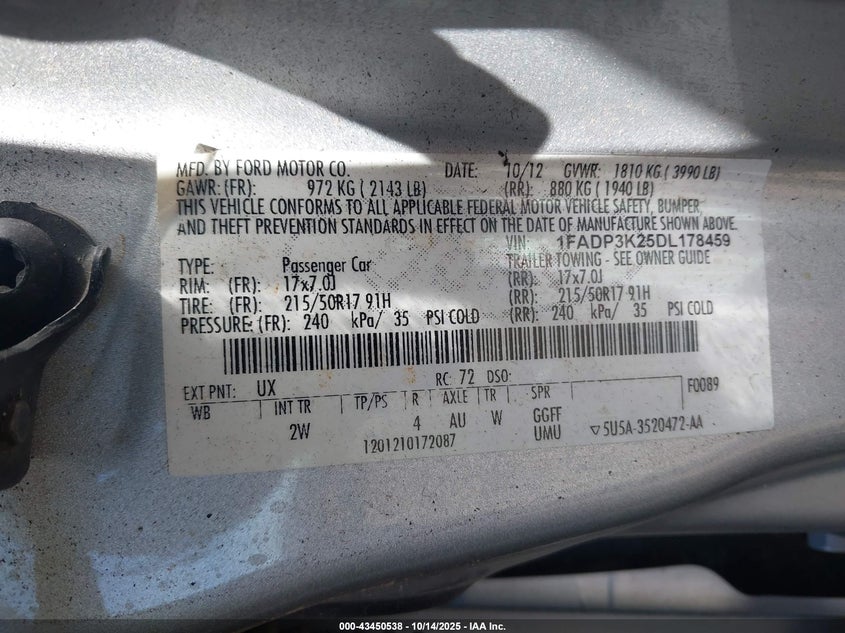 MFD. BY FORD MOTOR CO. DATE: 10/12 GVWR: 1810 KG ( 3990 LB)
GAWR: (FR): 972 KG ( 2143 LB) (RR): 880 KG ( 1940 LB)
THIS VEHICLE CONFORMS TO ALL APPLICABLE FEDERAL MOTOR VEHICLE SAFETY, BUMPER,
AND THEFT PREVENTION STANDARDS IN EFFECT ON THE DATE OF MANUFACTURE SHOWN ABOVE.
VIN: 1FADP3K25DL178459
TYPE: Passenger Car TRAILER TOWING - SEE OWNER GUIDE
RIM: (FR): 17x7.0J (RR): 17x7.0J
TIRE: (FR): 215/50R17 91H (RR): 215/50R17 91H
PRESSURE: (FR): 240 kPa/ 35 PSI COLD (RR): 240 kPa/ 35 PSI COLD
EXT PNT: UX RC: 72 DSO: F0089
WB INT TR TP/PS R AXLE TR SPR
2W 4 AU W GGFF
UMU ▽5U5A-3520472-AA
1201210172087
000-43450538 - 10/14/2025 - IAA Inc.